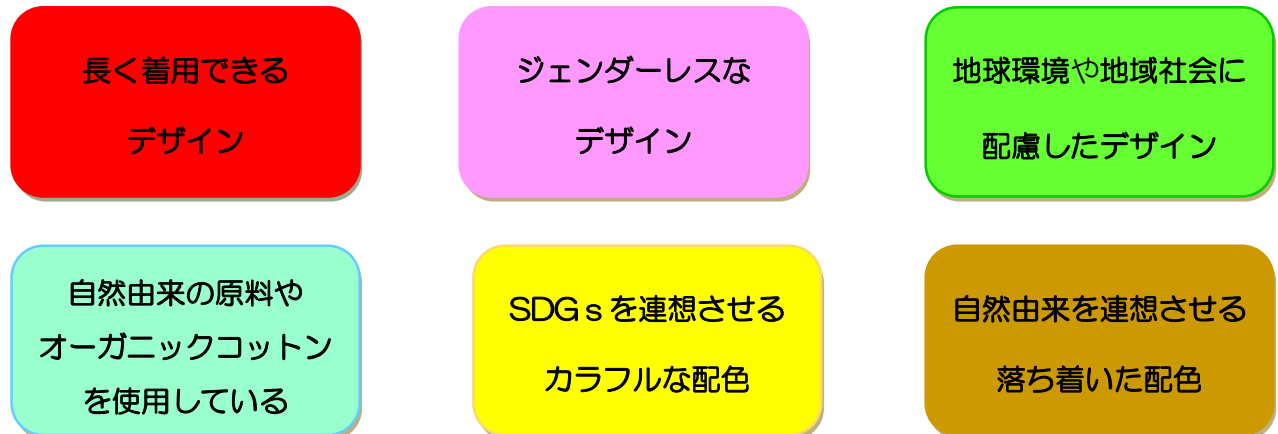 長く着用できる
デザイン
ジェンダーレスな
デザイン
地球環境や地域社会に
配慮したデザイン
自然由来の原料や
オーガニックコットン
を使用している
SDGsを連想させる
カラフルな配色
自然由来を連想させる
落ち着いた配色